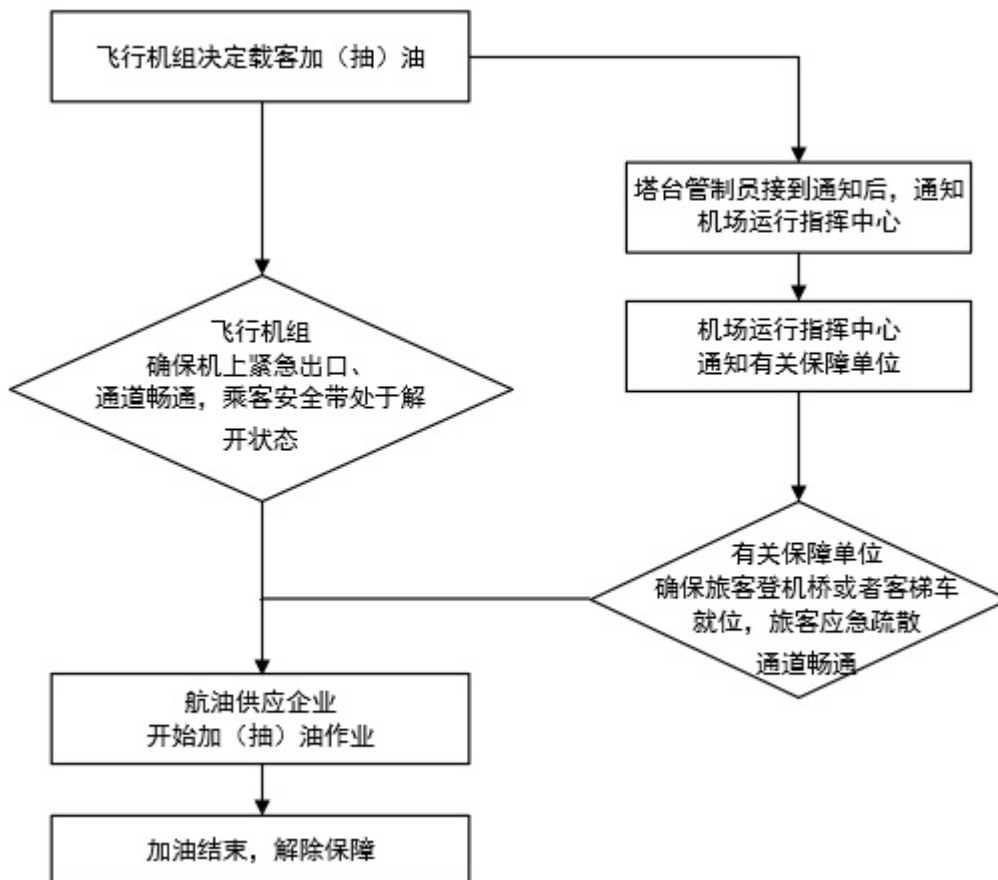 飞行机组决定载客加（抽）油
塔台管制员接到通知后，通知
机场运行指挥中心
飞行机组
确保机上紧急出口、
通道畅通，乘客安全带处于解
开状态
机场运行指挥中心
通知有关保障单位
有关保障单位
确保旅客登机桥或者客梯车
就位，旅客应急疏散
通道畅通
航油供应企业
开始加（抽）油作业
加油结束，解除保障